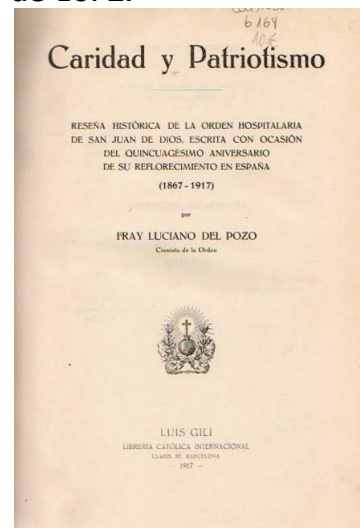 6164
10€
Caridad y Patriotismo
RESEÑA HISTÓRICA DE LA ORDEN HOSPITALARIA
DE SAN JUAN DE DIOS, ESCRITA CON OCASIÓN
DEL QUINCUAGÉSIMO ANIVERSARIO
DE SU REFLORECIMIENTO EN ESPAÑA
(1867-1917)
por
FRAY LUCIANO DEL POZO
Cronista de la Orden
LUIS GILI
LIBRERÍA CATÓLICA INTERNACIONAL
BARCELONA
— 1917 —